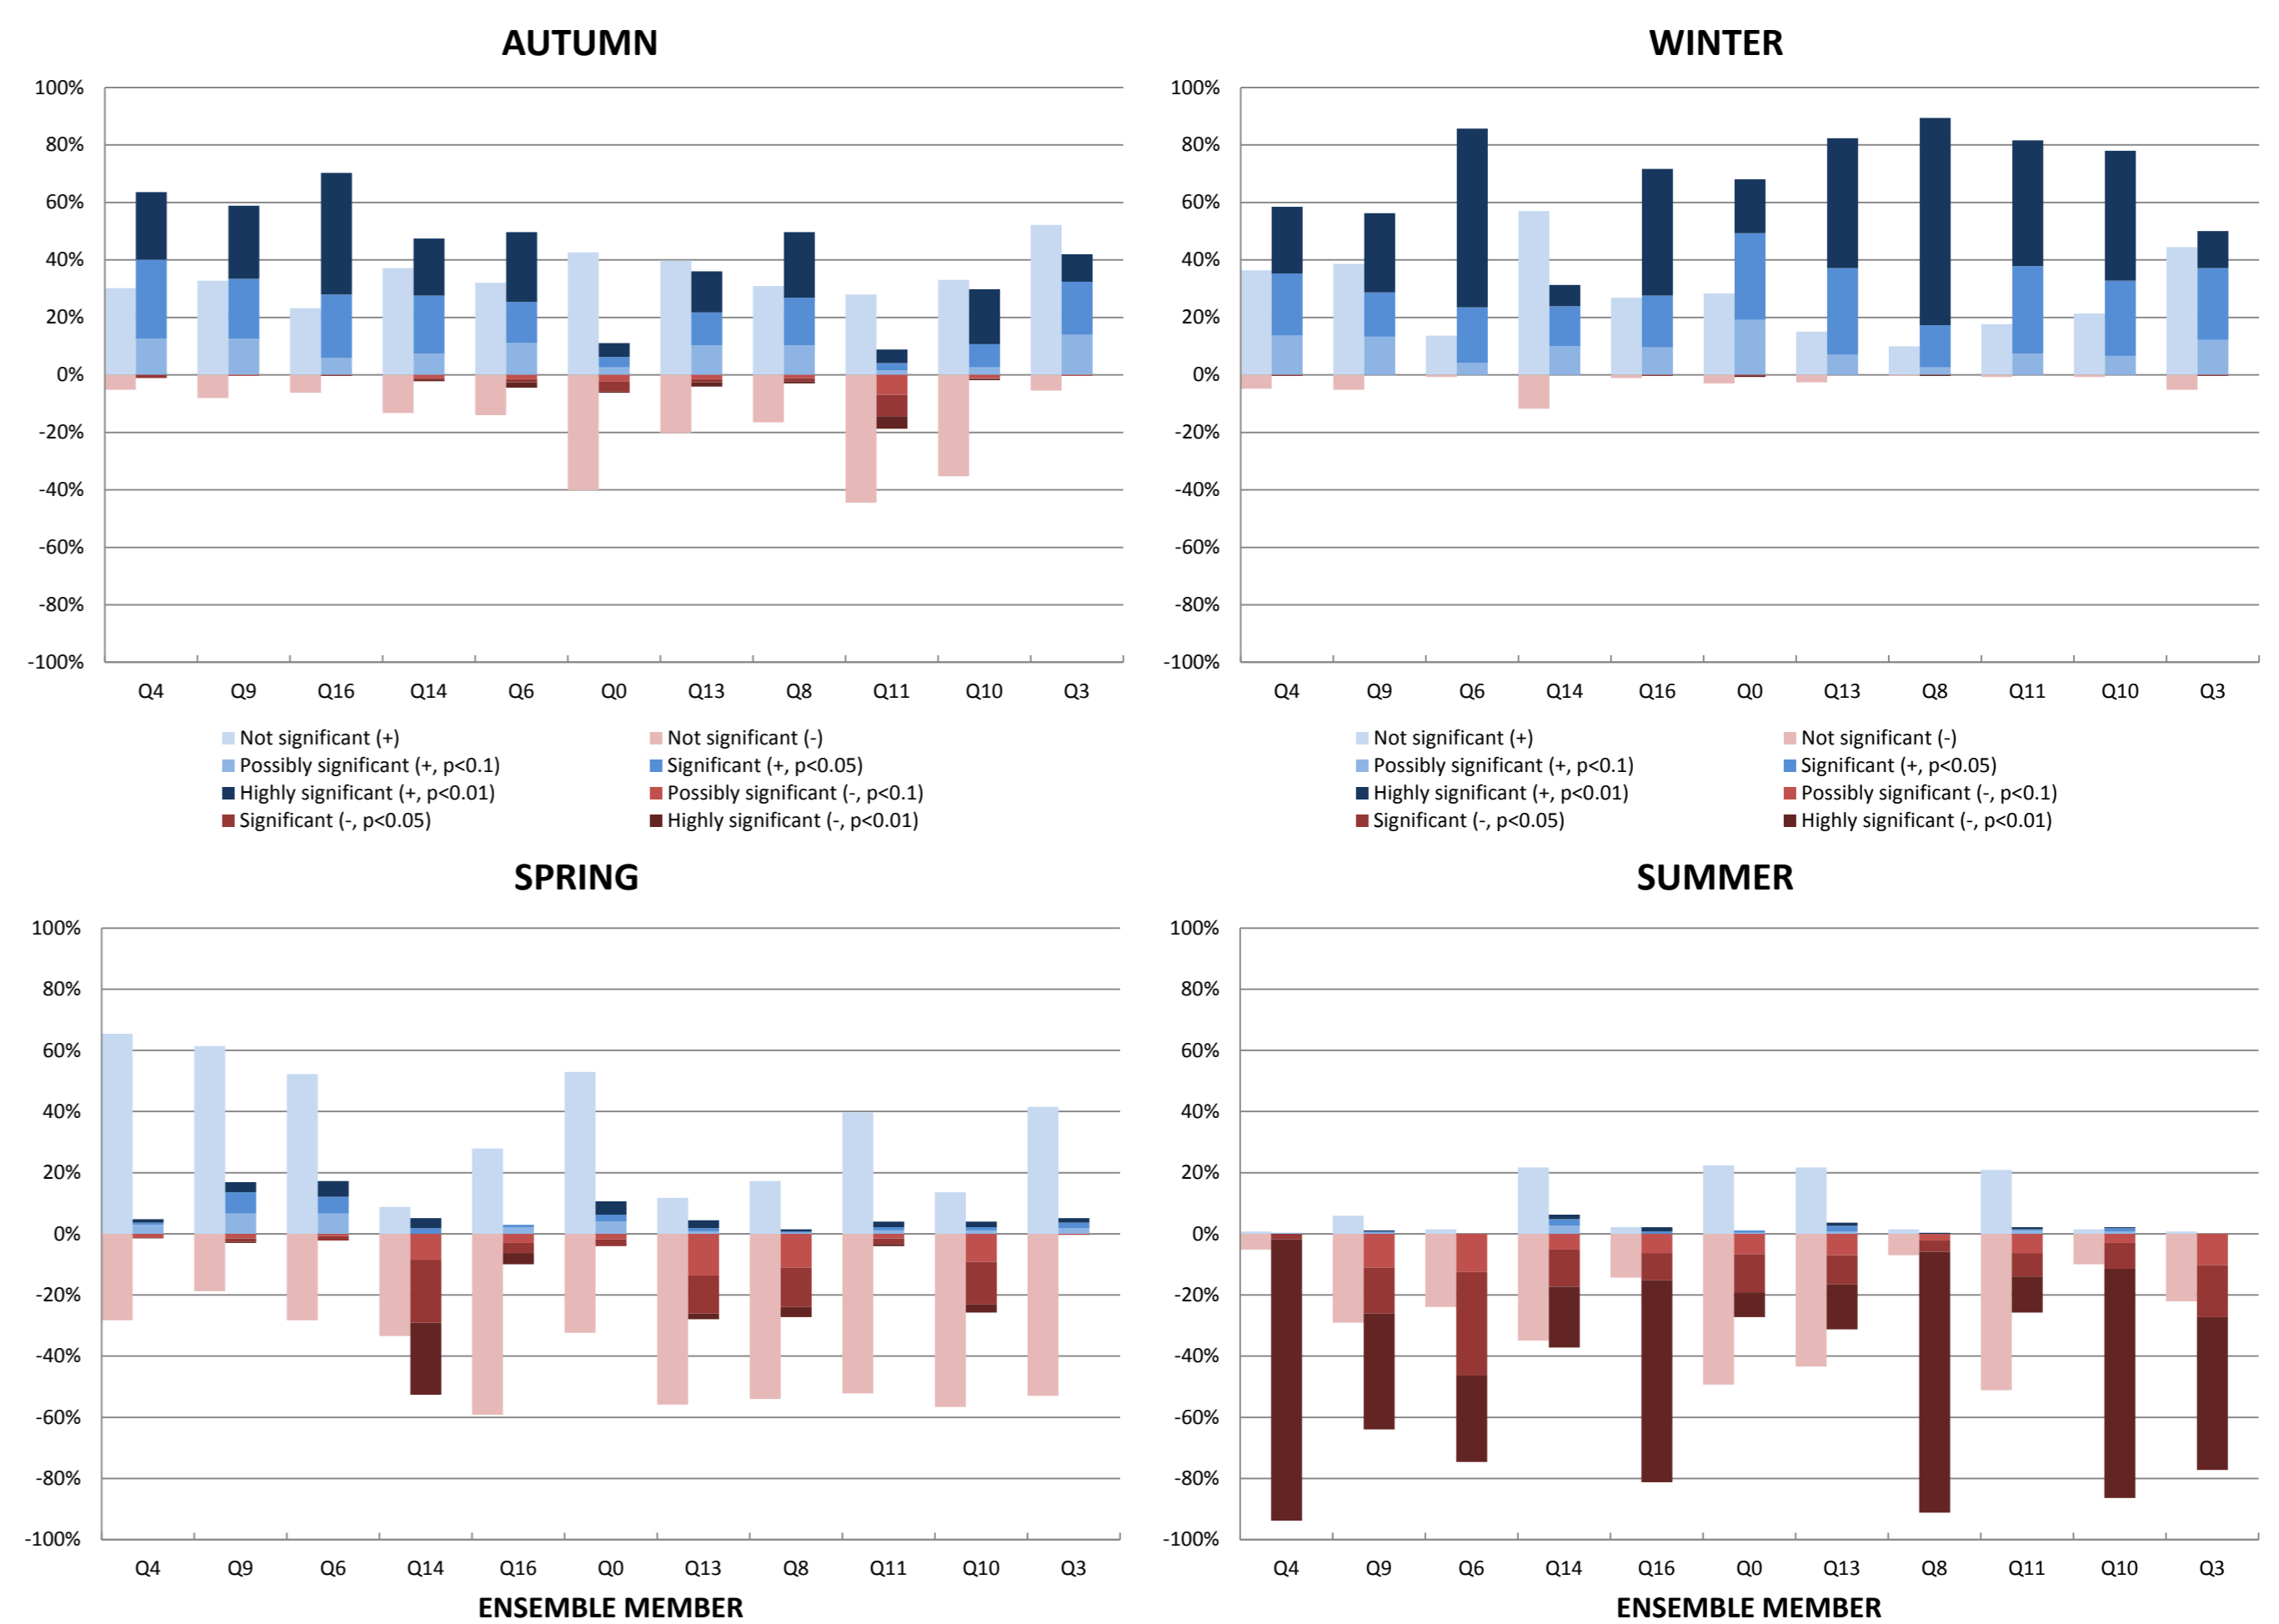 AUTUMN
100%
80%
60%
40%
20%
0%
-20%
-40%
-60%
-80%
-100%
Q4 Q9 Q16 Q14 Q6 Q0 Q13 Q8 Q11 Q10 Q3
Not significant (+) Not significant (-)
Possibly significant (+, p<0.1) Significant (+, p<0.05)
Highly significant (+, p<0.01) Possibly significant (-, p<0.1)
Significant (-, p<0.05) Highly significant (-, p<0.01)
WINTER
100%
80%
60%
40%
20%
0%
-20%
-40%
-60%
-80%
-100%
Q4 Q9 Q6 Q14 Q16 Q0 Q13 Q8 Q11 Q10 Q3
Not significant (+) Not significant (-)
Possibly significant (+, p<0.1) Significant (+, p<0.05)
Highly significant (+, p<0.01) Possibly significant (-, p<0.1)
Significant (-, p<0.05) Highly significant (-, p<0.01)
SPRING
100%
80%
60%
40%
20%
0%
-20%
-40%
-60%
-80%
-100%
Q4 Q9 Q6 Q14 Q16 Q0 Q13 Q8 Q11 Q10 Q3
ENSEMBLE MEMBER
SUMMER
100%
80%
60%
40%
20%
0%
-20%
-40%
-60%
-80%
-100%
Q4 Q9 Q6 Q14 Q16 Q0 Q13 Q8 Q11 Q10 Q3
ENSEMBLE MEMBER